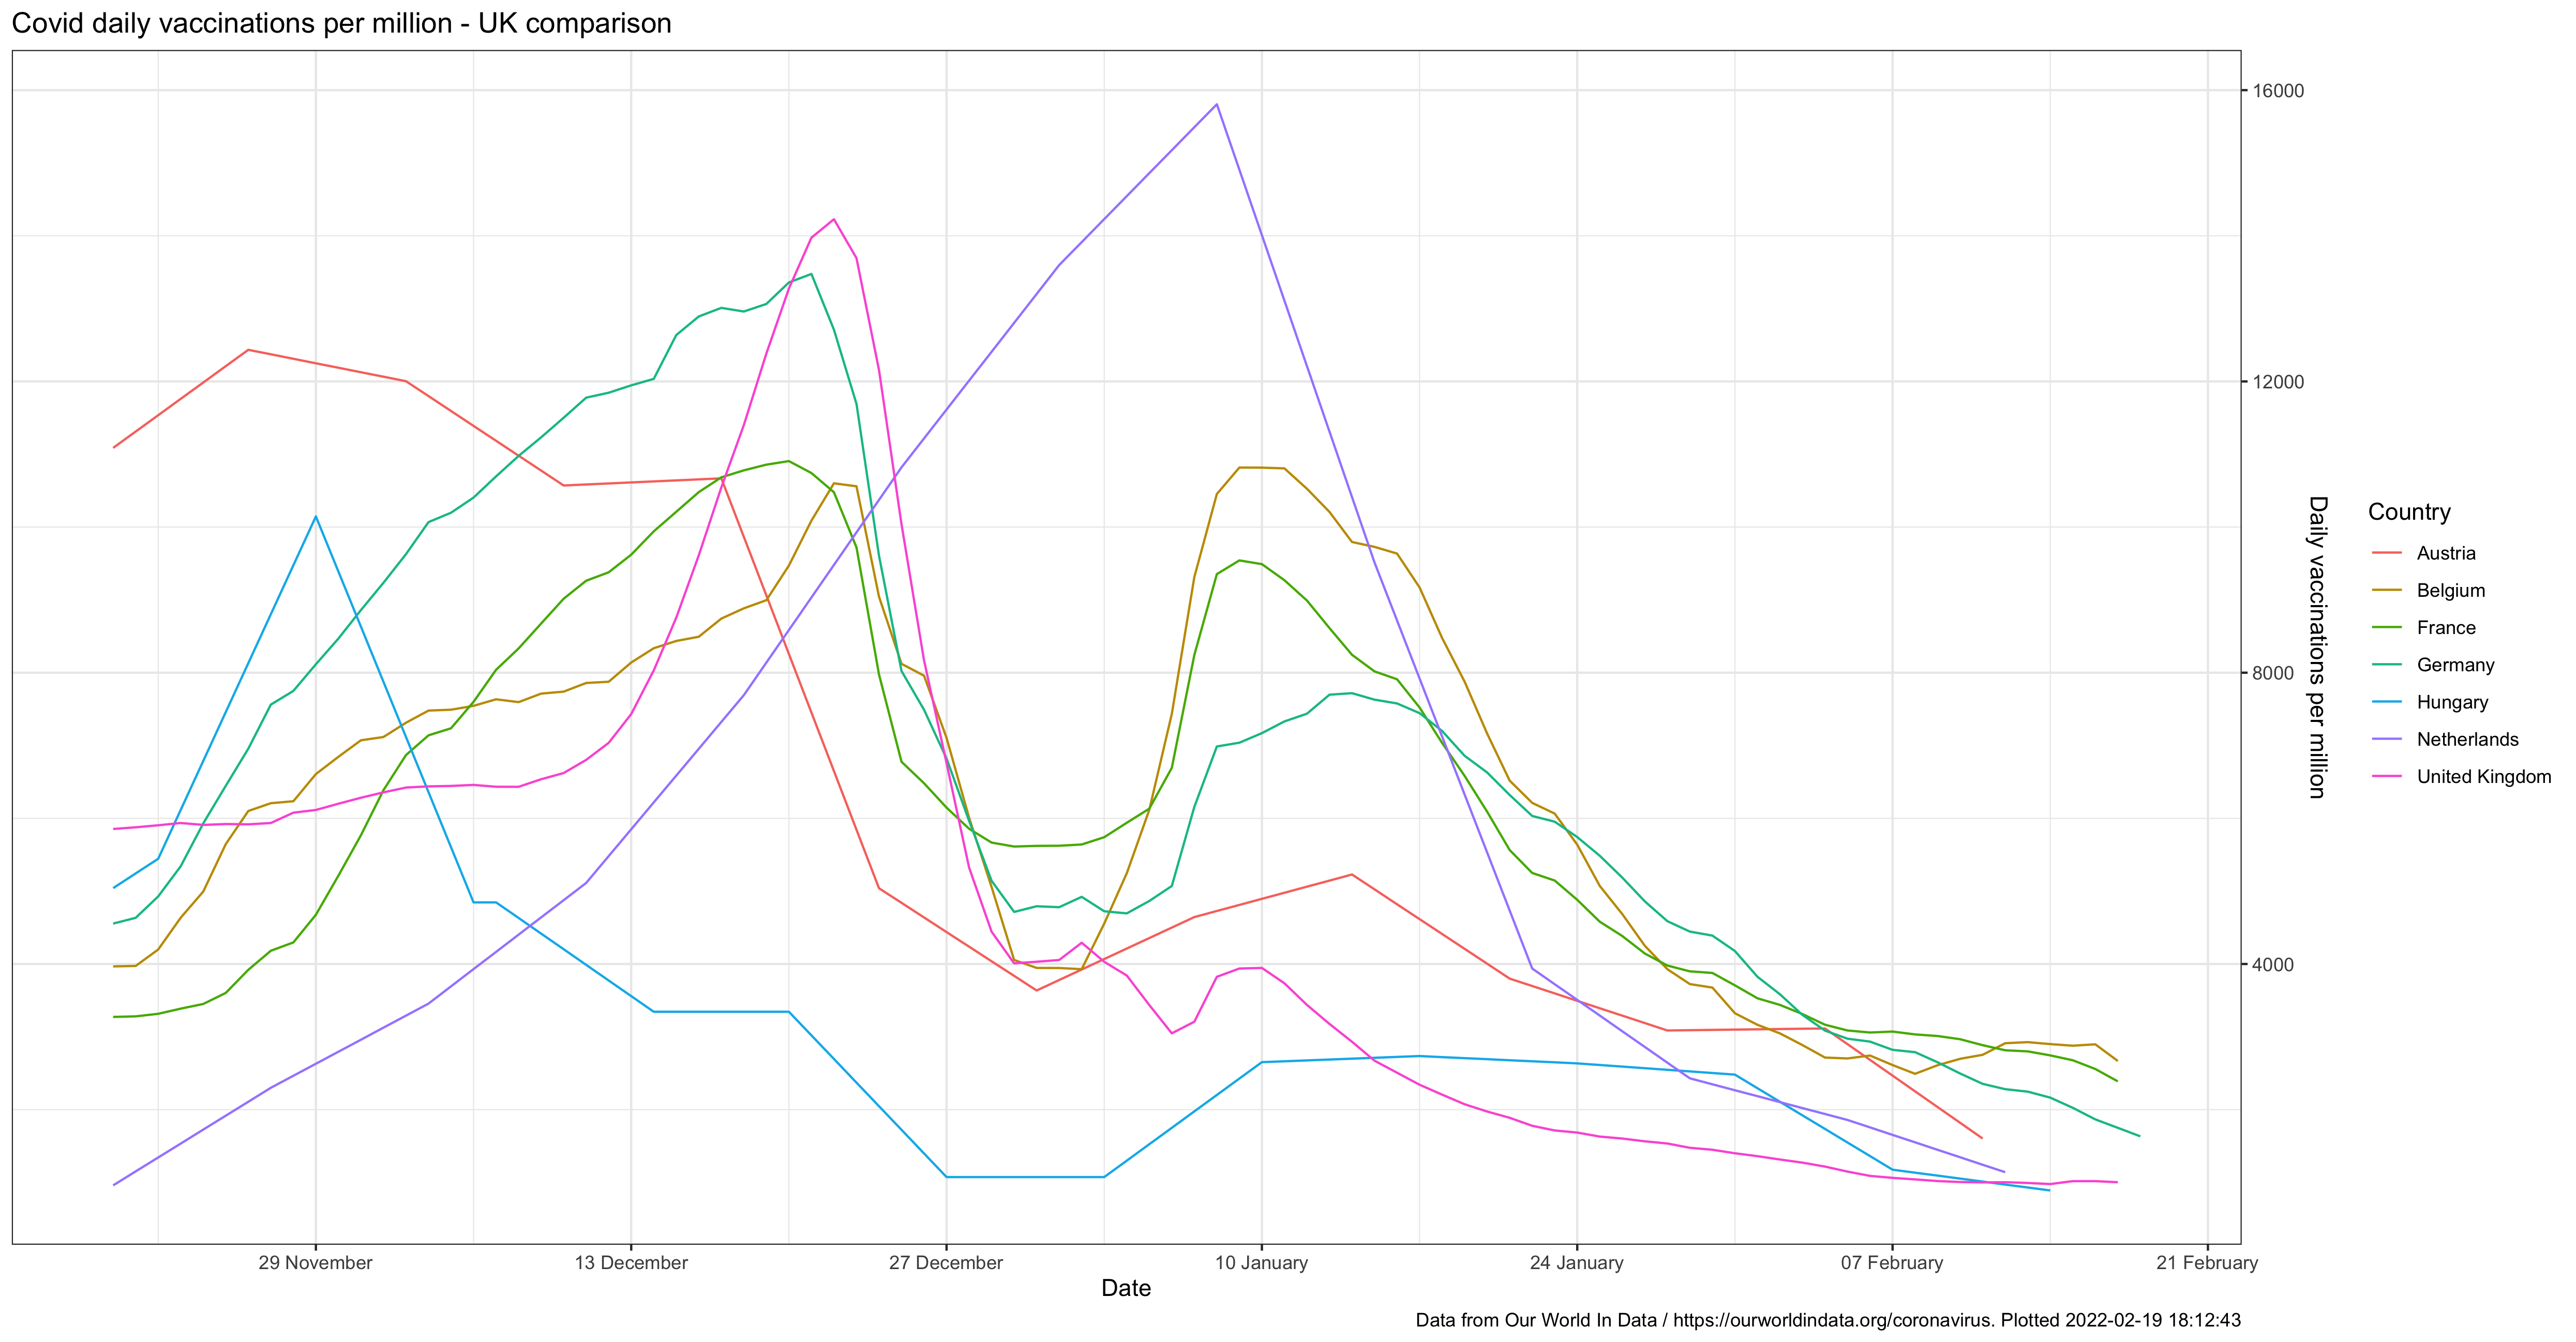 Covid daily vaccinations per million - UK comparison
16000
12000
8000
4000
Daily vaccinations per million
Country
Austria
Belgium
France
Germany
Hungary
Netherlands
United Kingdom
29 November
13 December
27 December
10 January
24 January
07 February
21 February
Date
Data from Our World In Data / https://ourworldindata.org/coronavirus. Plotted 2022-02-19 18:12:43